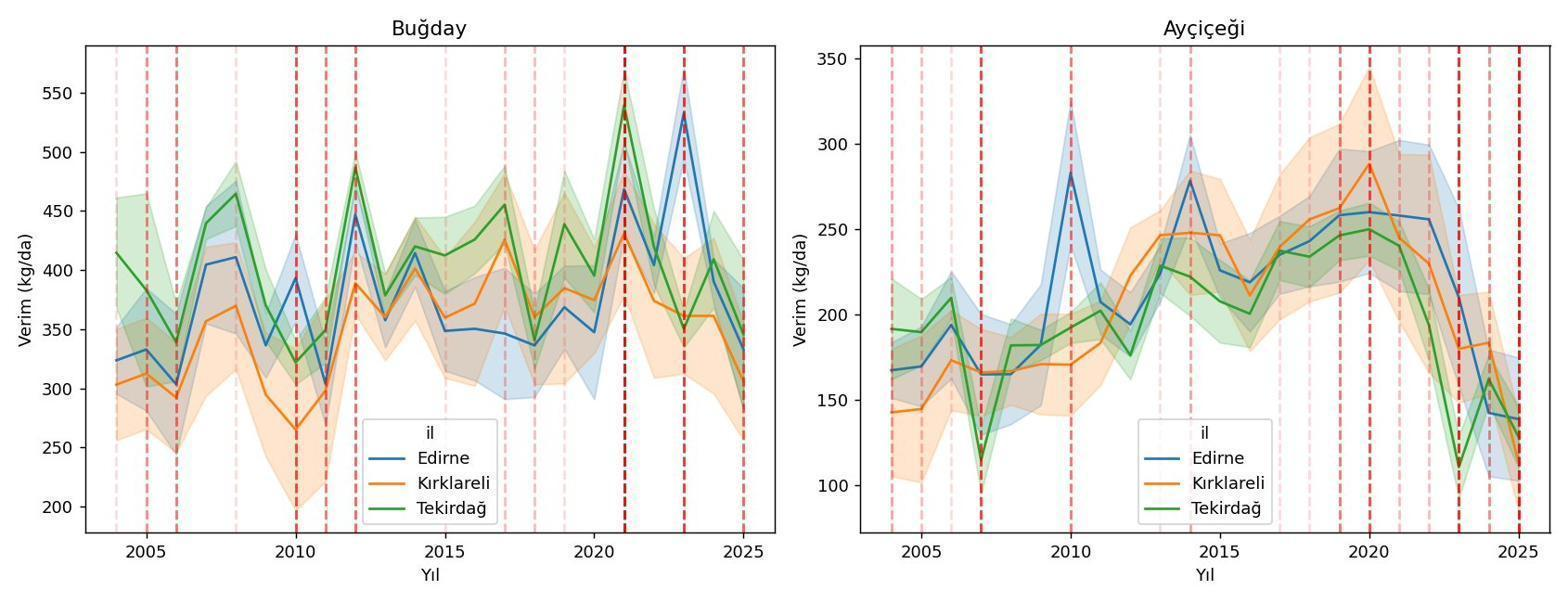 Buğday
Verim (kg/da)
550
500
450
400
350
300
250
200
il
Edirne
Kırklareli
Tekirdağ
2005 2010 2015 2020 2025
Yıl
Ayçiçeği
Verim (kg/da)
350
300
250
200
150
100
il
Edirne
Kırklareli
Tekirdağ
2005 2010 2015 2020 2025
Yıl